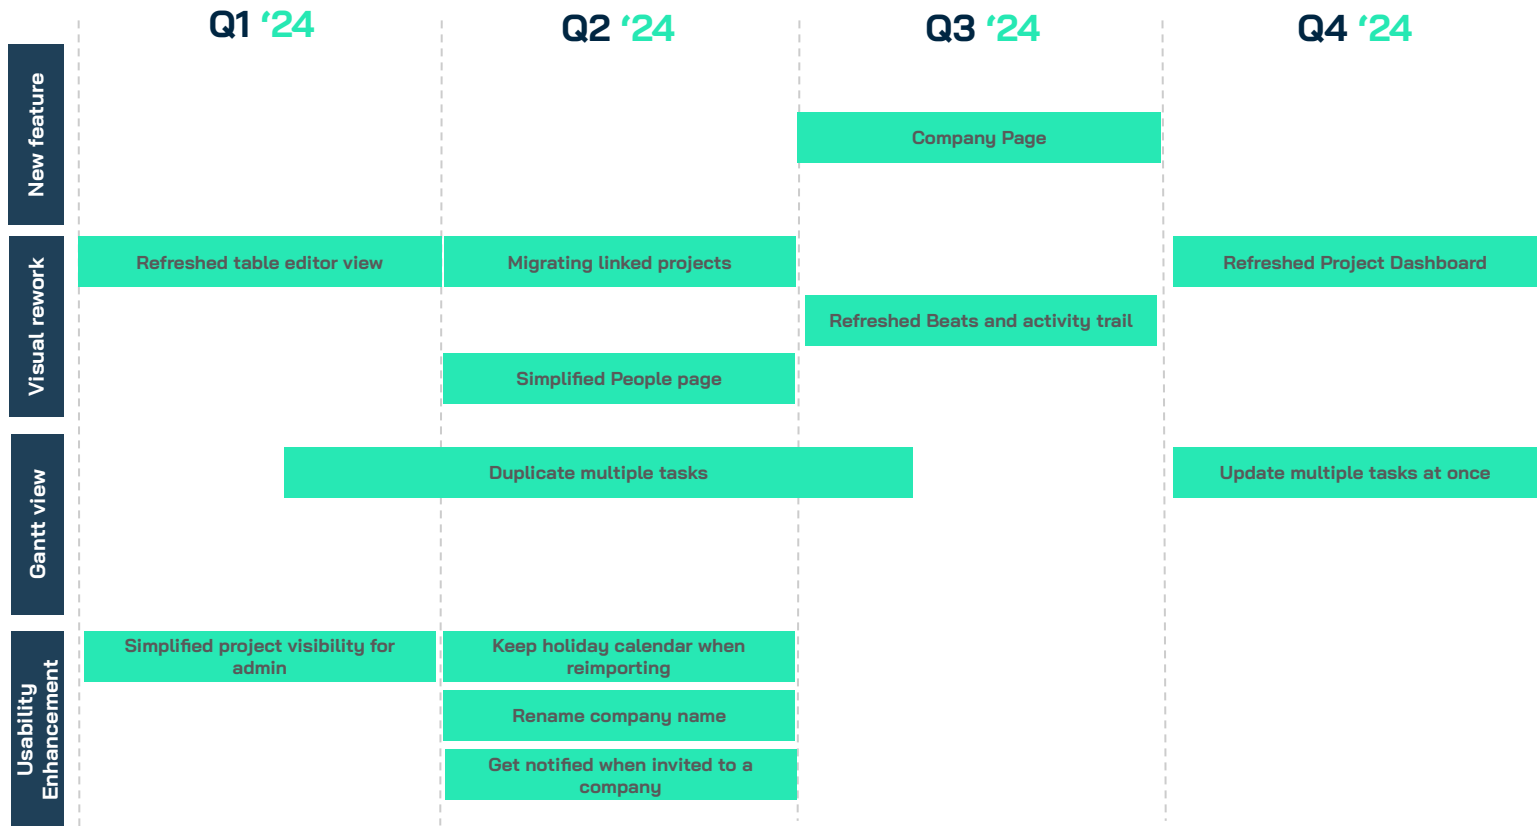 Q1 ‘24
Q2 ‘24
Q3 ‘24
Q4 ‘24
New feature
Company Page
Visual rework
Refreshed table editor view
Migrating linked projects
Refreshed Project Dashboard
Refreshed Beats and activity trail
Simplified People page
Gantt view
Duplicate multiple tasks
Update multiple tasks at once
Usability
Enhancement
Simplified project visibility for
admin
Keep holiday calendar when
reimporting
Rename company name
Get notified when invited to a
company